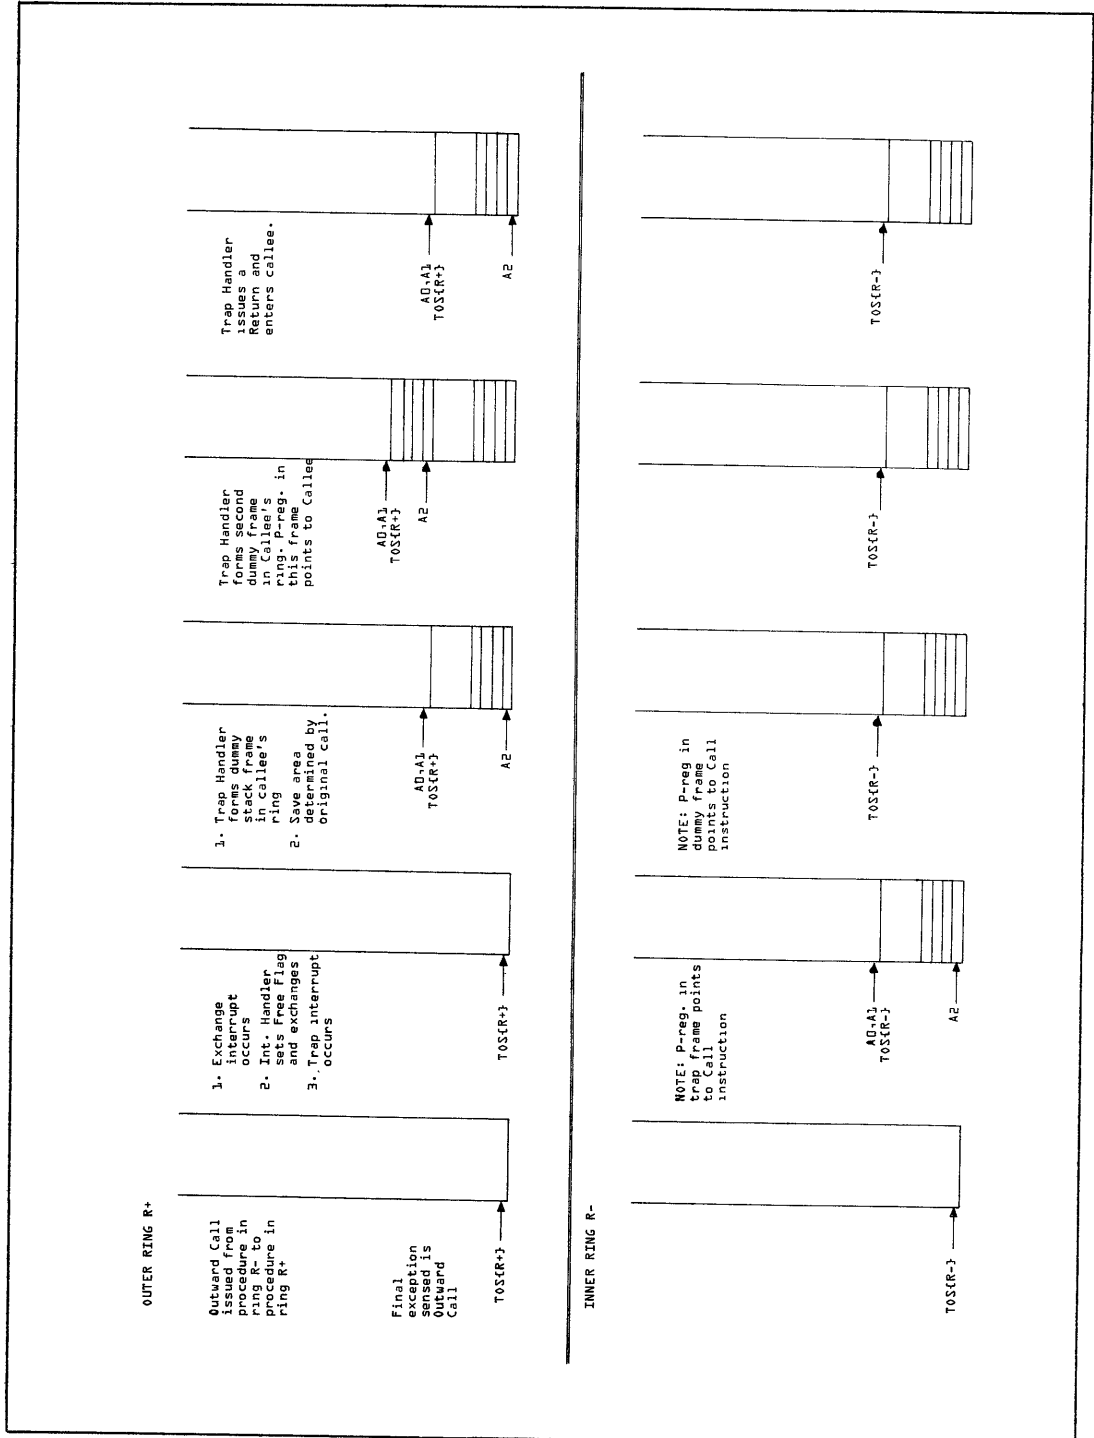 OUTER RING R+
Outward Call
issued from
procedure in
ring R- to
procedure in
ring R+
Final
exception
sensed is
Outward
Call
TOS{R+}
1. Exchange
interrupt
occurs
2. Int. Handler
sets Free Flag
and exchanges
3. Trap interrupt
occurs
TOS{R+}
1. Trap Handler
forms dummy
stack frame
in callee's
ring
2. Save area
determined by
original call.
A0,A1
TOS{R+}
A2
Trap Handler
forms second
dummy frame
in Callee's
ring. P-reg. in
this frame
points to Callee
A0,A1
TOS{R+}
A2
Trap Handler
issues a
Return and
enters callee.
A0,A1
TOS{R+}
A2
INNER RING R-
TOS{R-}
NOTE: P-reg. in
trap frame points
to Call
instruction
A0,A1
TOS{R-}
A2
NOTE: P-reg in
dummy frame
points to Call
instruction
TOS{R-}
TOS{R-}
TOS{R-}